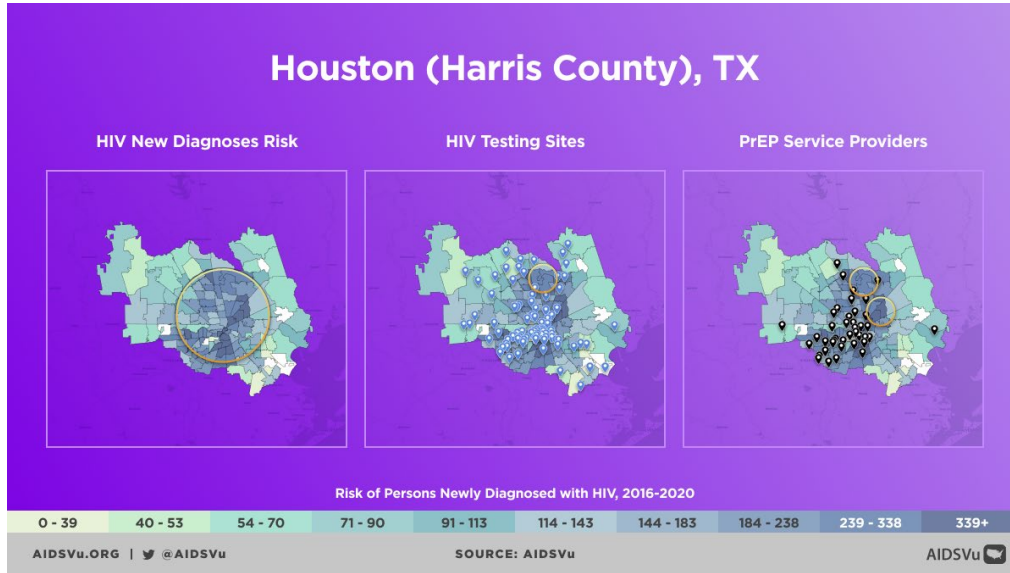 Houston (Harris County), TX
HIV New Diagnoses Risk
HIV Testing Sites
PrEP Service Providers
Risk of Persons Newly Diagnosed with HIV, 2016-2020
0 - 39
40 - 53
54 - 70
71 - 90
91 - 113
114 - 143
144 - 183
184 - 238
239 - 338
339+
AIDSVu.ORG | @AIDSVu
SOURCE: AIDSVu
AIDSVu